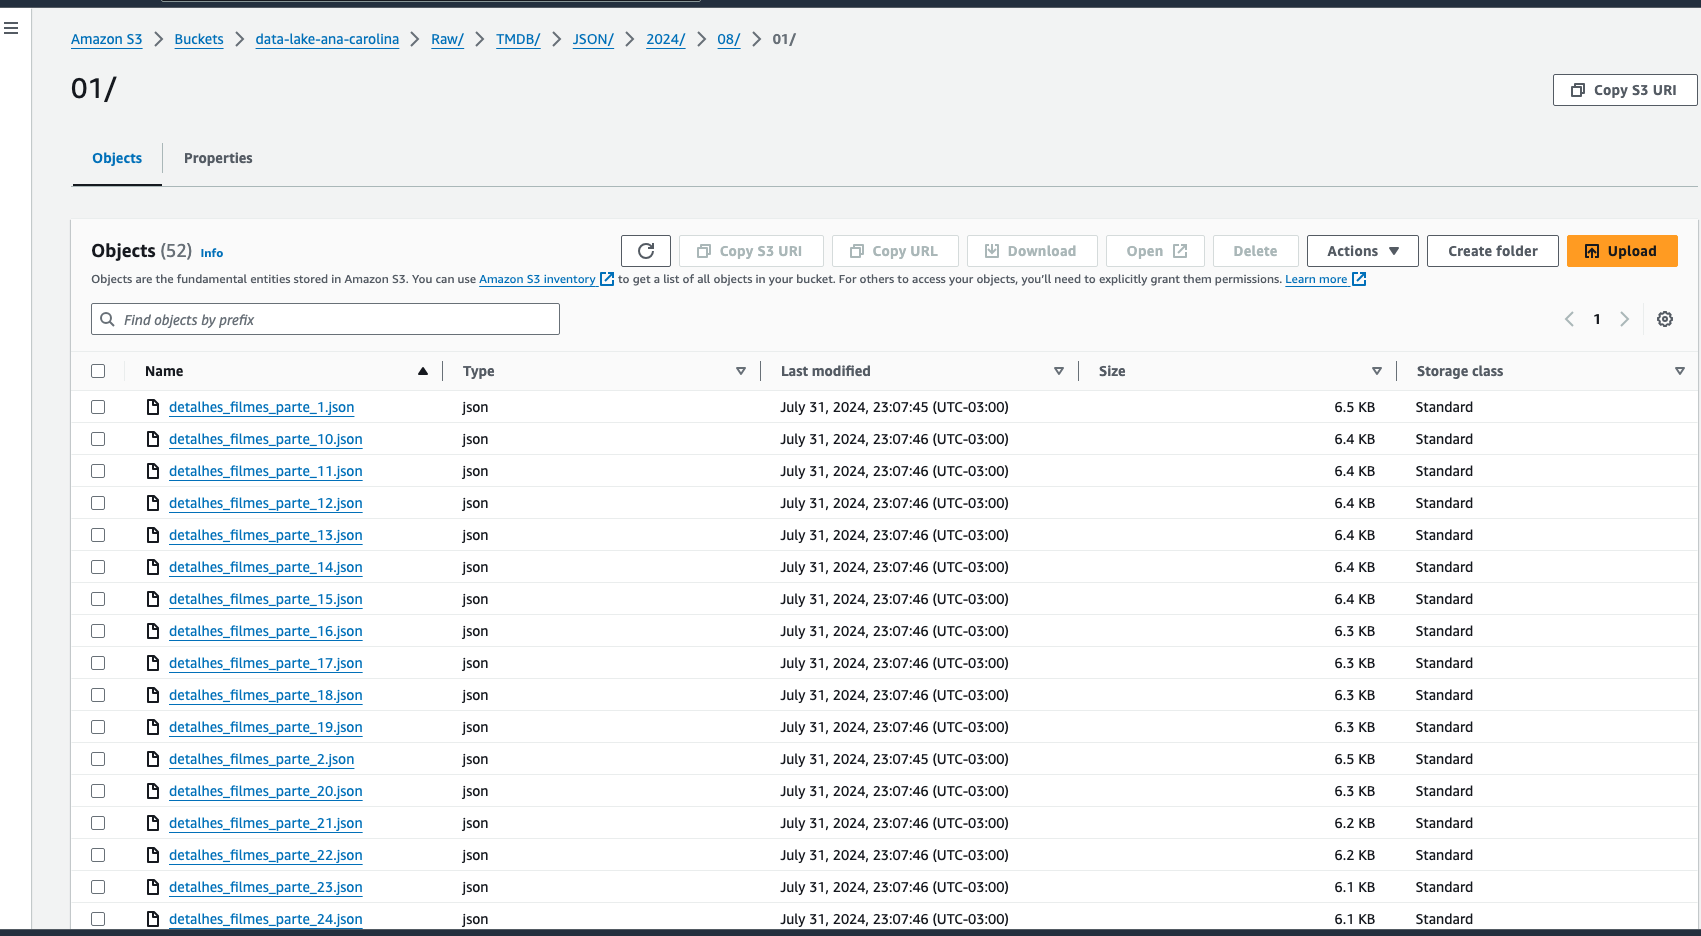 Amazon S3 > Buckets > data-lake-ana-carolina > Raw/ > TMDB/ > JSON/ > 2024/ > 08/ > 01/
01/
Copy S3 URI
Objects Properties
Objects (52) Info
Copy S3 URI Copy URL Download Open Delete Actions Create folder Upload
Objects are the fundamental entities stored in Amazon S3. You can use Amazon S3 inventory to get a list of all objects in your bucket. For others to access your objects, you'll need to explicitly grant them permissions. Learn more
Find objects by prefix
1
Name Type Last modified Size Storage class
detalhes_filmes_parte_1.json json July 31, 2024, 23:07:45 (UTC-03:00) 6.5 KB Standard
detalhes_filmes_parte_10.json json July 31, 2024, 23:07:46 (UTC-03:00) 6.4 KB Standard
detalhes_filmes_parte_11.json json July 31, 2024, 23:07:46 (UTC-03:00) 6.4 KB Standard
detalhes_filmes_parte_12.json json July 31, 2024, 23:07:46 (UTC-03:00) 6.4 KB Standard
detalhes_filmes_parte_13.json json July 31, 2024, 23:07:46 (UTC-03:00) 6.4 KB Standard
detalhes_filmes_parte_14.json json July 31, 2024, 23:07:46 (UTC-03:00) 6.4 KB Standard
detalhes_filmes_parte_15.json json July 31, 2024, 23:07:46 (UTC-03:00) 6.4 KB Standard
detalhes_filmes_parte_16.json json July 31, 2024, 23:07:46 (UTC-03:00) 6.3 KB Standard
detalhes_filmes_parte_17.json json July 31, 2024, 23:07:46 (UTC-03:00) 6.3 KB Standard
detalhes_filmes_parte_18.json json July 31, 2024, 23:07:46 (UTC-03:00) 6.3 KB Standard
detalhes_filmes_parte_19.json json July 31, 2024, 23:07:46 (UTC-03:00) 6.3 KB Standard
detalhes_filmes_parte_2.json json July 31, 2024, 23:07:45 (UTC-03:00) 6.5 KB Standard
detalhes_filmes_parte_20.json json July 31, 2024, 23:07:46 (UTC-03:00) 6.3 KB Standard
detalhes_filmes_parte_21.json json July 31, 2024, 23:07:46 (UTC-03:00) 6.2 KB Standard
detalhes_filmes_parte_22.json json July 31, 2024, 23:07:46 (UTC-03:00) 6.2 KB Standard
detalhes_filmes_parte_23.json json July 31, 2024, 23:07:46 (UTC-03:00) 6.1 KB Standard
detalhes_filmes_parte_24.json json July 31, 2024, 23:07:46 (UTC-03:00) 6.1 KB Standard